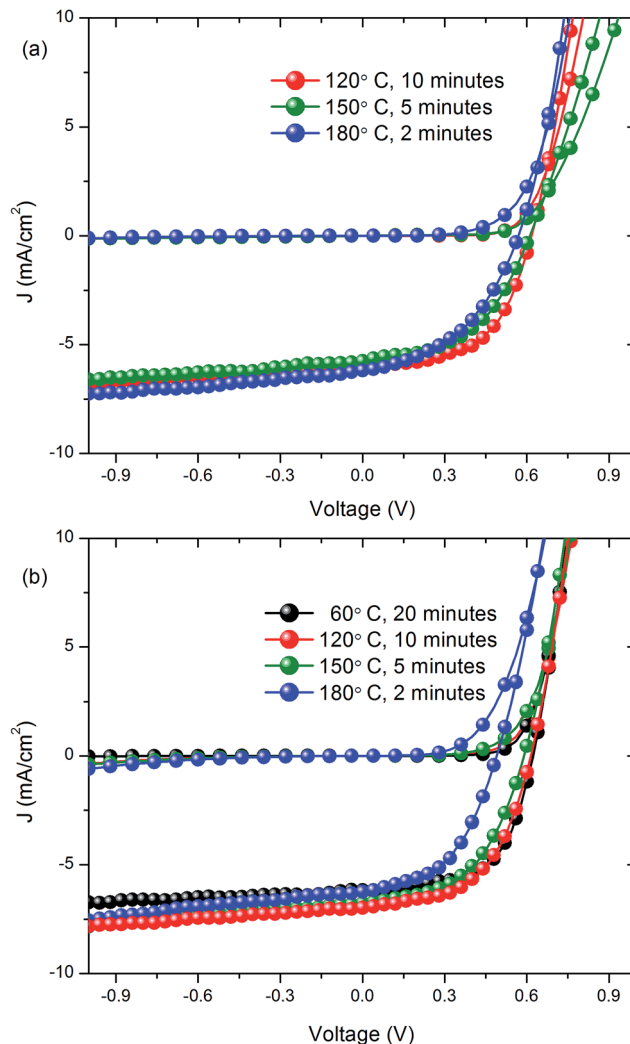 (a)
120° C, 10 minutes
150° C, 5 minutes
180° C, 2 minutes
10
5
0
-5
-10
J (mA/cm²)
-0.9 -0.6 -0.3 0.0 0.3 0.6 0.9
Voltage (V)
(b)
60° C, 20 minutes
120° C, 10 minutes
150° C, 5 minutes
180° C, 2 minutes
10
5
0
-5
-10
J (mA/cm²)
-0.9 -0.6 -0.3 0.0 0.3 0.6 0.9
Voltage (V)